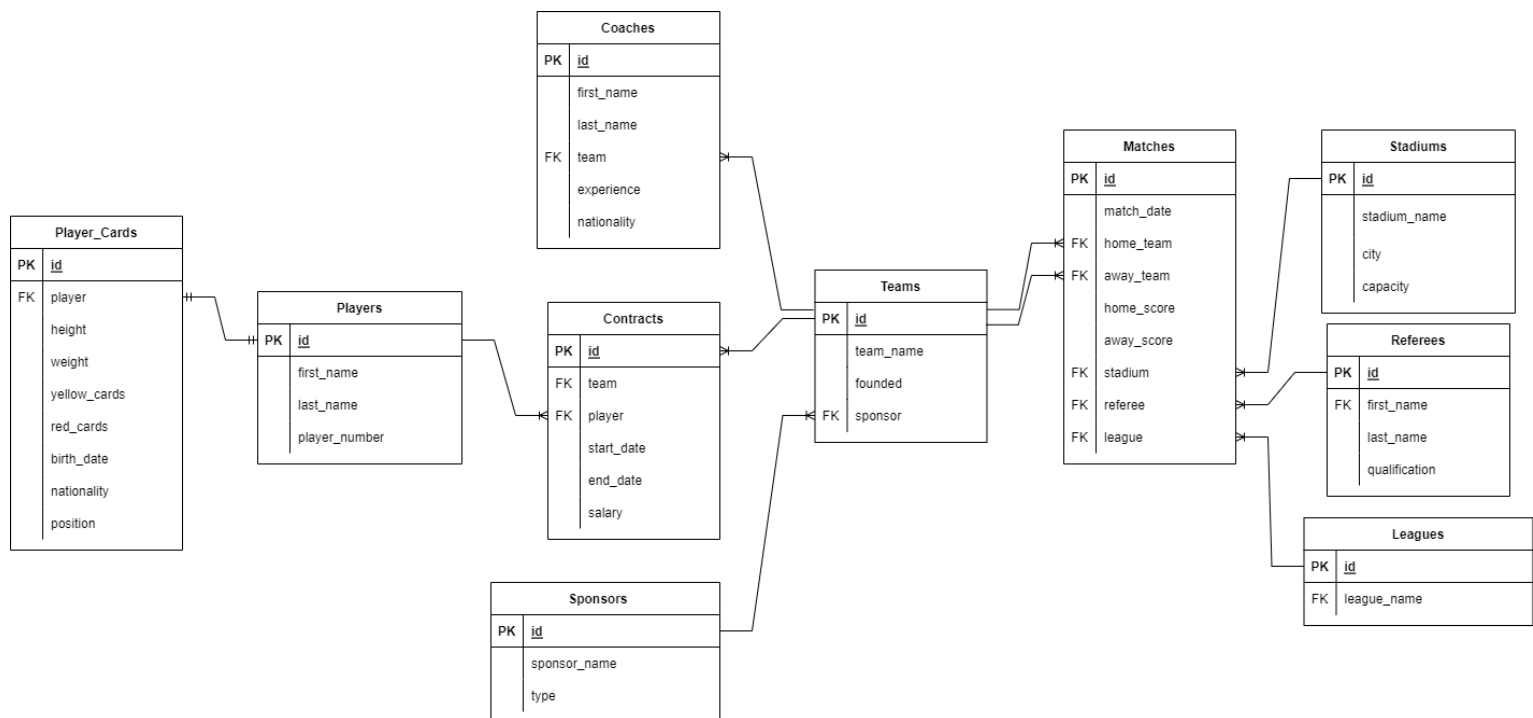 Coaches
PK id
first_name
last_name
FK team
experience
nationality
Player_Cards
PK id
FK player
height
weight
yellow_cards
red_cards
birth_date
nationality
position
Players
PK id
first_name
last_name
player_number
Contracts
PK id
FK team
FK player
start_date
end_date
salary
Sponsors
PK id
sponsor_name
type
Teams
PK id
team_name
founded
FK sponsor
Matches
PK id
match_date
FK home_team
FK away_team
home_score
away_score
FK stadium
FK referee
FK league
Stadiums
PK id
stadium_name
city
capacity
Referees
PK id
FK first_name
last_name
qualification
Leagues
PK id
FK league_name